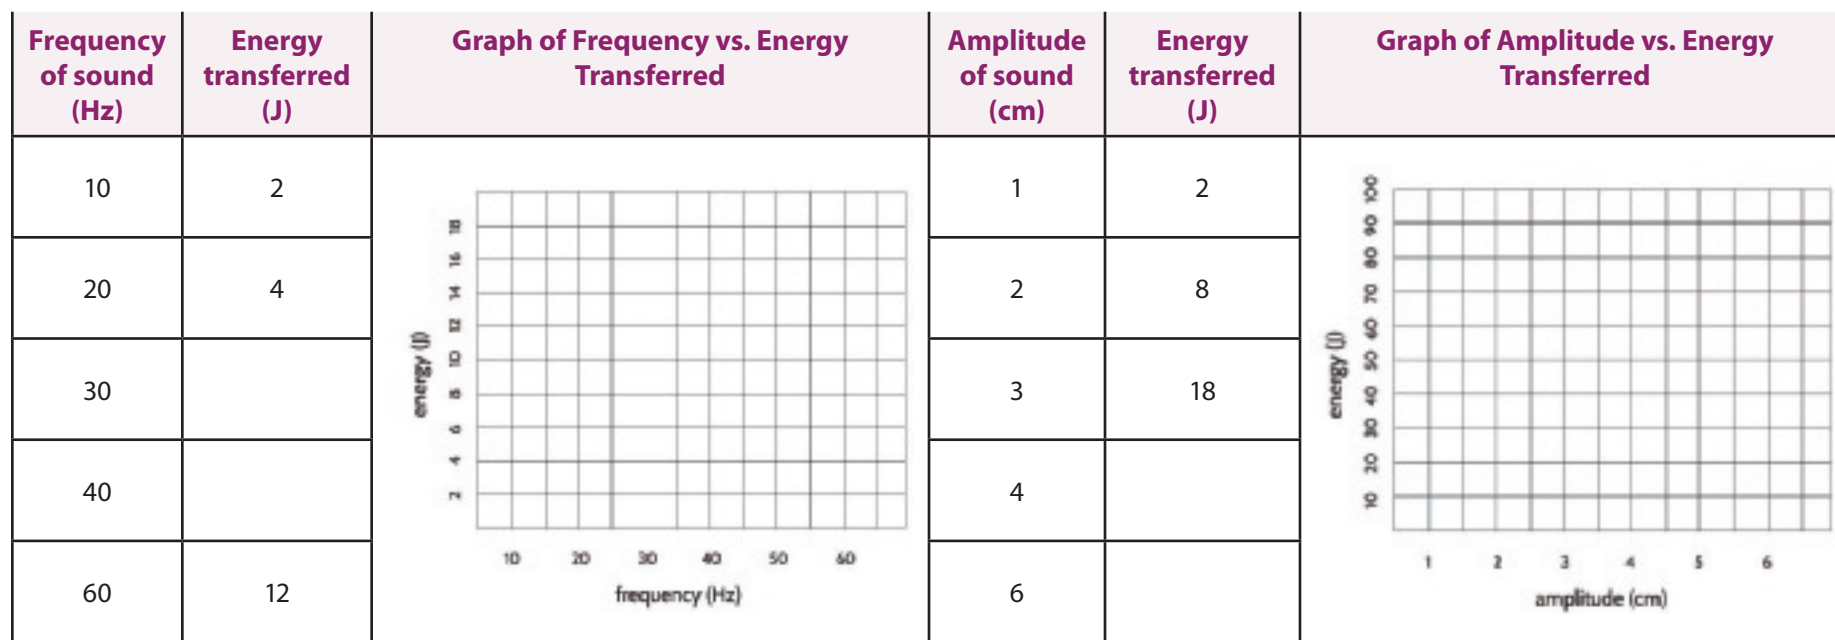 Frequency
of sound
(Hz)
Energy
transferred
(J)
Graph of Frequency vs. Energy
Transferred
Amplitude
of sound
(cm)
Energy
transferred
(J)
Graph of Amplitude vs. Energy
Transferred
10
2
20
4
30
40
60
12
energy (J)
18
16
14
12
10
8
6
4
2
10 20 30 40 50 60
frequency (Hz)
1
2
2
8
3
18
4
6
energy (J)
100
90
80
70
60
50
40
30
20
10
1 2 3 4 5 6
amplitude (cm)